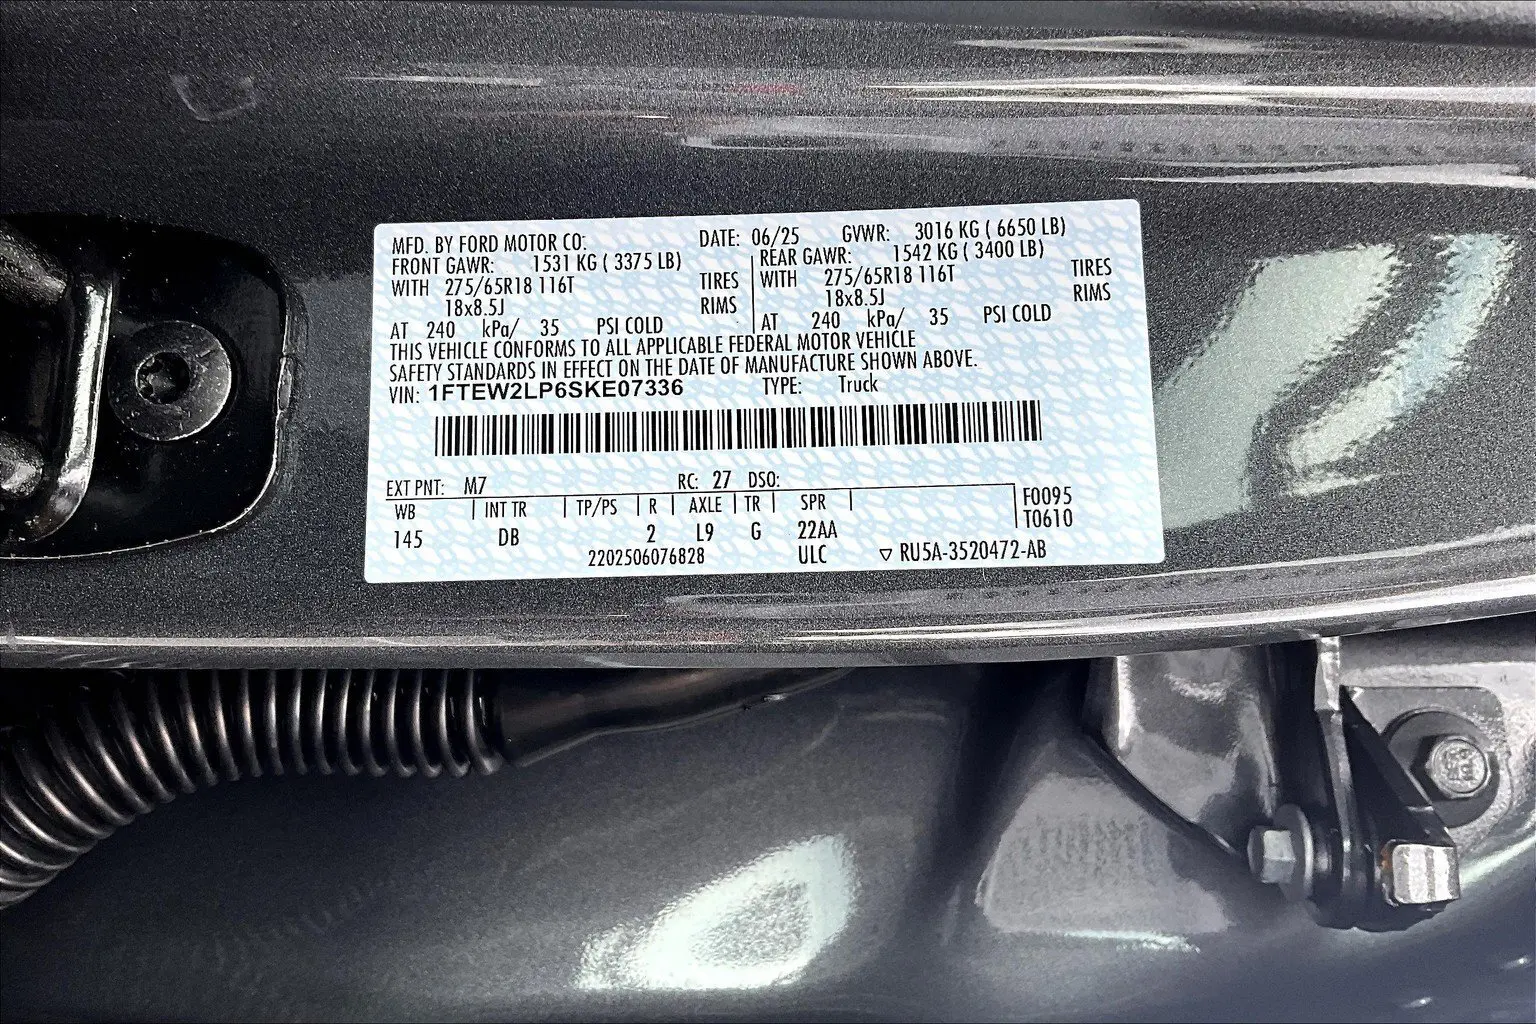 MFD. BY FORD MOTOR CO: DATE: 06/25 GVWR: 3016 KG ( 6650 LB)
FRONT GAWR: 1531 KG ( 3375 LB) REAR GAWR: 1542 KG ( 3400 LB)
WITH 275/65R18 116T TIRES WITH 275/65R18 116T TIRES
18x8.5J RIMS 18x8.5J RIMS
AT 240 kPa/ 35 PSI COLD AT 240 kPa/ 35 PSI COLD
THIS VEHICLE CONFORMS TO ALL APPLICABLE FEDERAL MOTOR VEHICLE
SAFETY STANDARDS IN EFFECT ON THE DATE OF MANUFACTURE SHOWN ABOVE.
VIN: 1FTEW2LP6SKE07336 TYPE: Truck
EXT PNT: M7 RC: 27 DSO:
WB INT TR TP/PS R AXLE TR SPR F0095
145 DB 2 L9 G 22AA T0610
2202506076828 ULC ▽ RU5A-3520472-AB